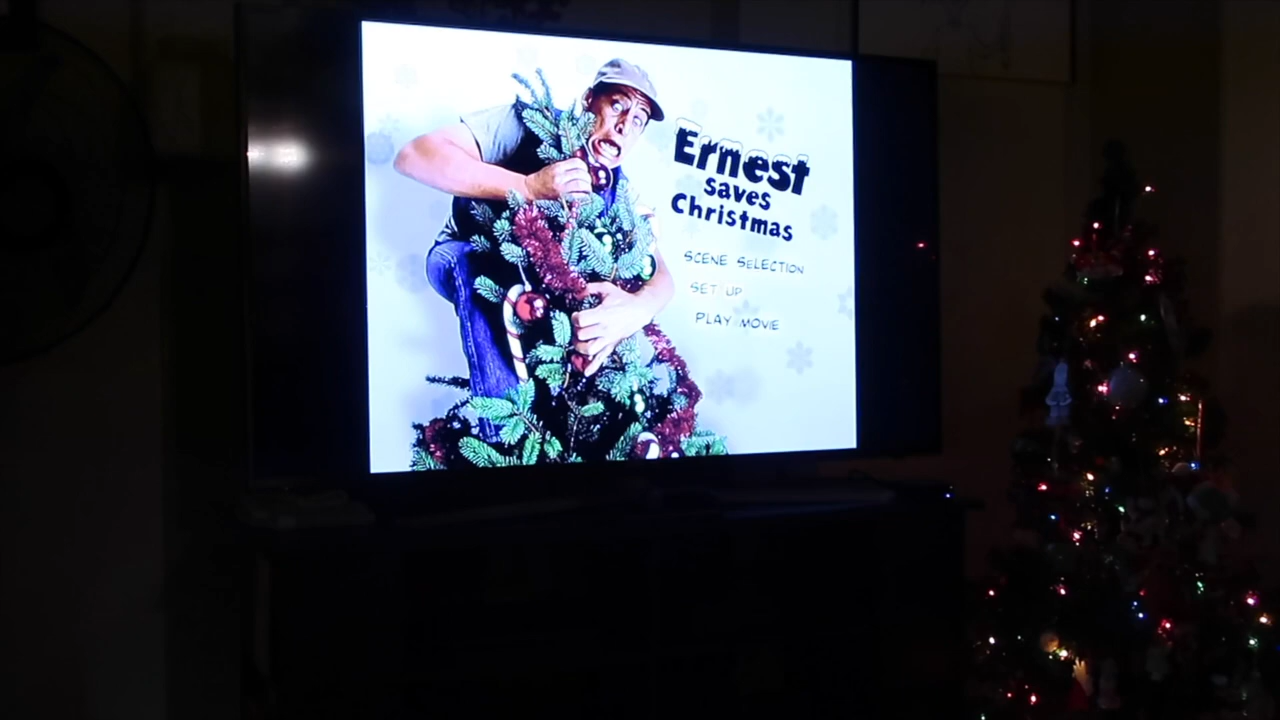 Ernest
saves
Christmas
SCENE SELECTION
SET UP
PLAY MOVIE